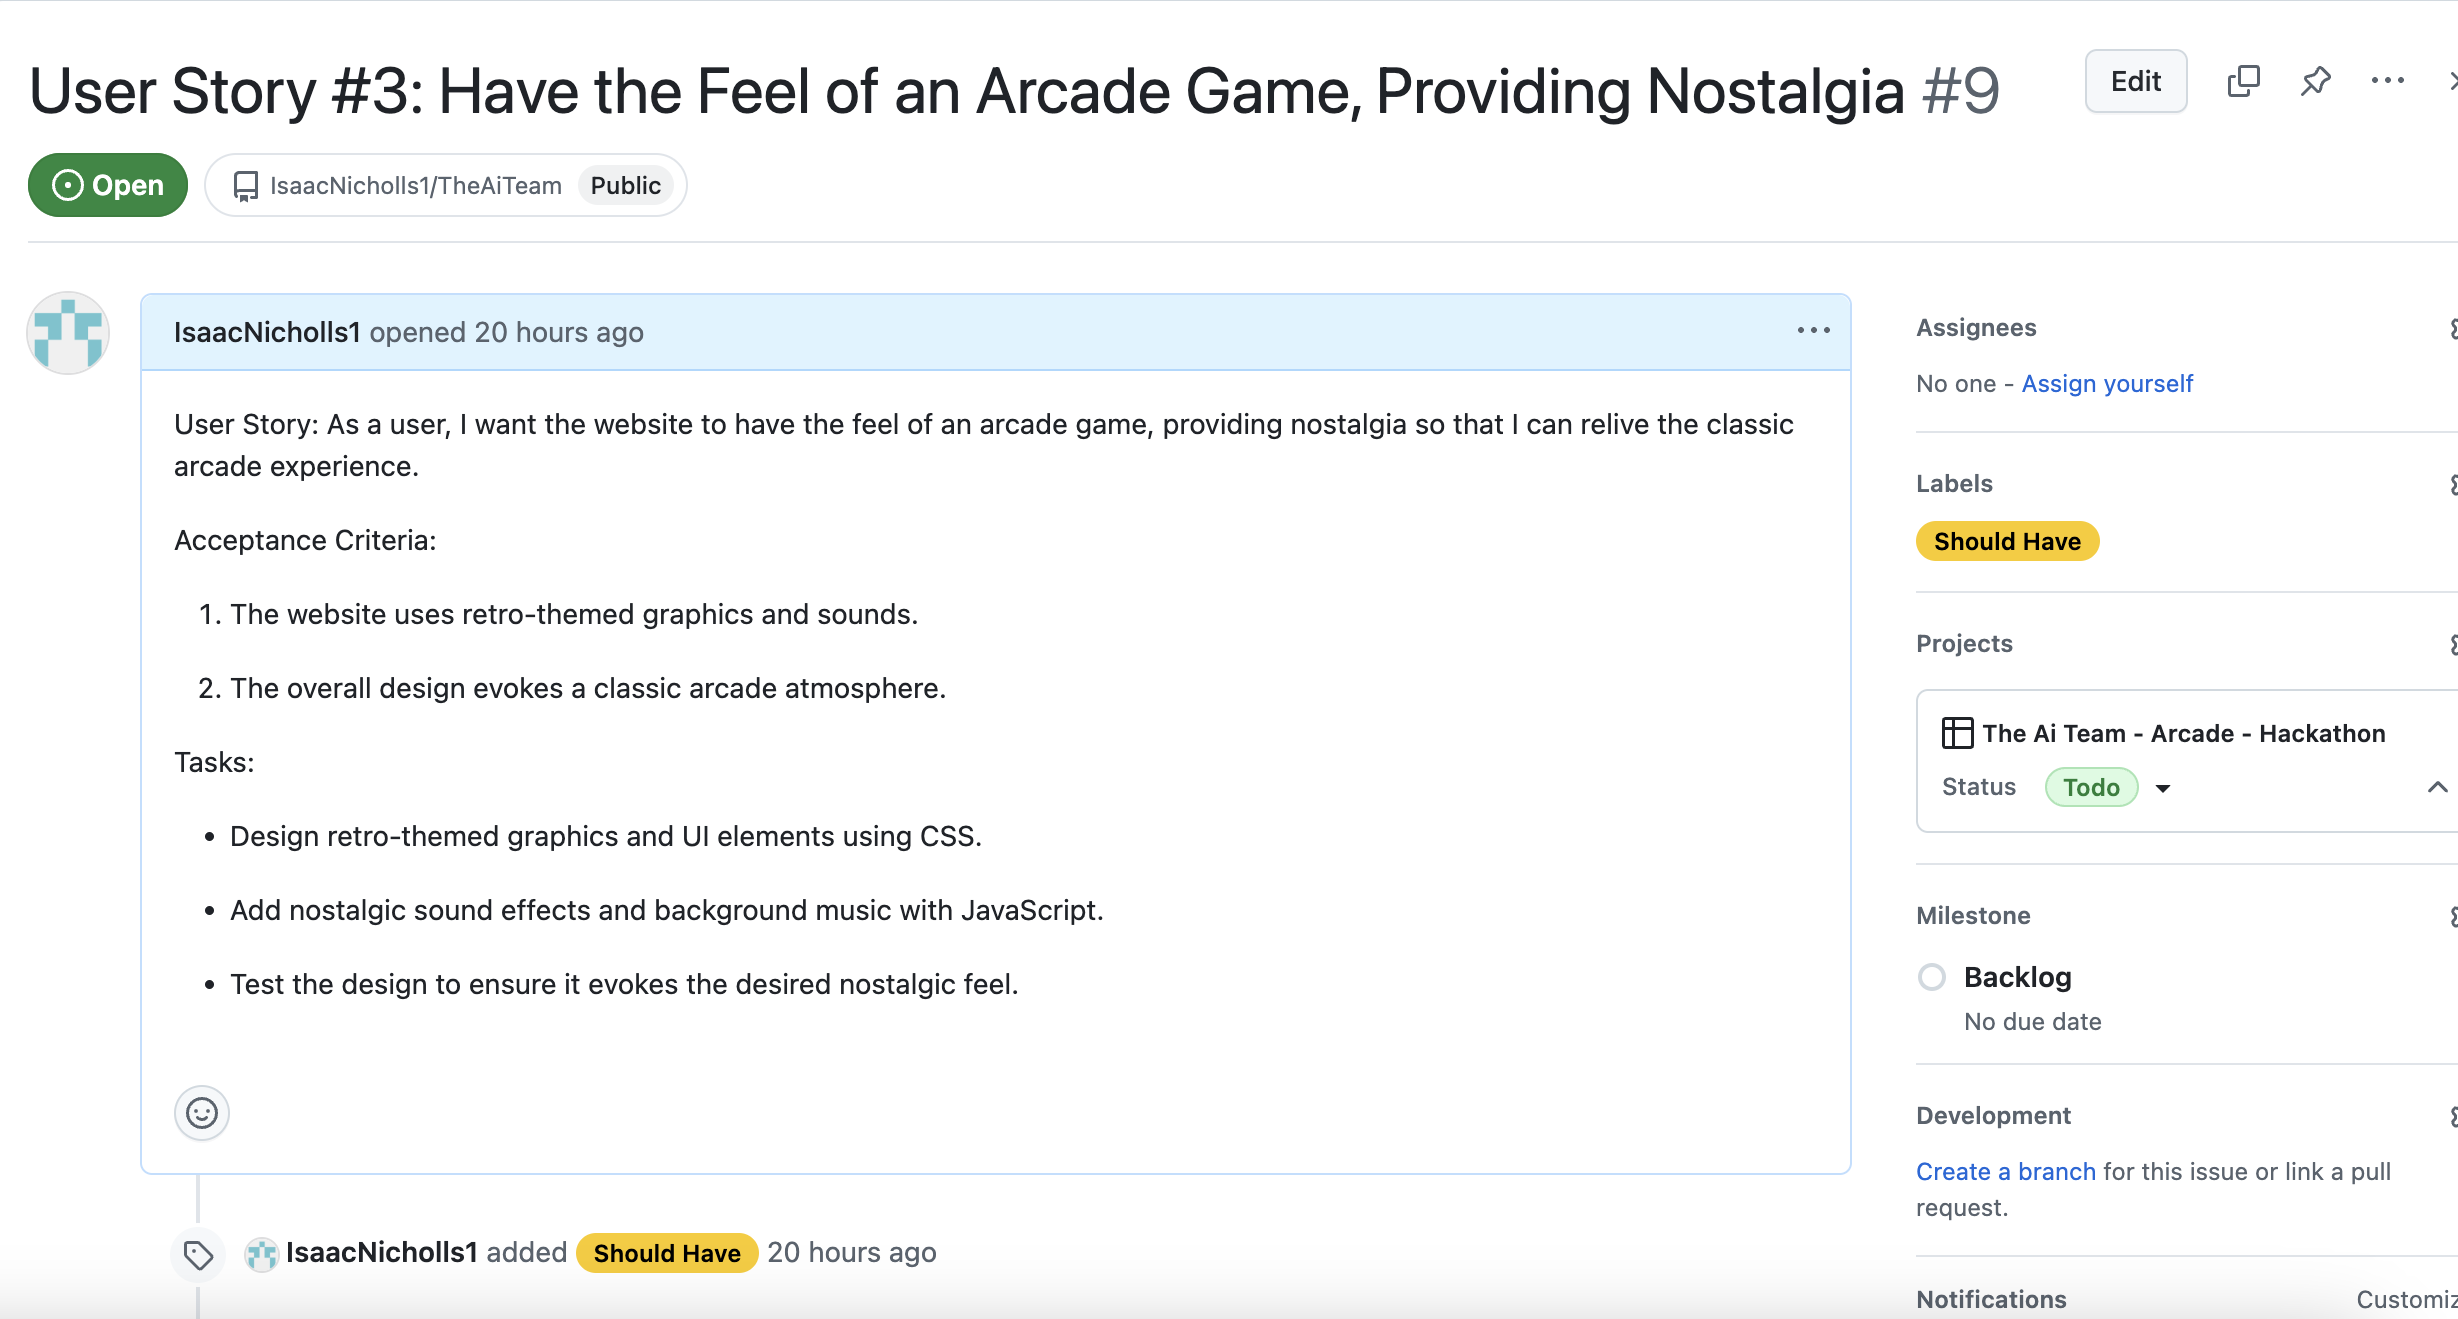 User Story #3: Have the Feel of an Arcade Game, Providing Nostalgia #9
Edit
Open
IsaacNicholls1/TheAiTeam Public
IsaacNicholls1 opened 20 hours ago
User Story: As a user, I want the website to have the feel of an arcade game, providing nostalgia so that I can relive the classic
arcade experience.
Acceptance Criteria:
1. The website uses retro-themed graphics and sounds.
2. The overall design evokes a classic arcade atmosphere.
Tasks:
• Design retro-themed graphics and UI elements using CSS.
• Add nostalgic sound effects and background music with JavaScript.
• Test the design to ensure it evokes the desired nostalgic feel.
IsaacNicholls1 added Should Have 20 hours ago
Assignees
No one - Assign yourself
Labels
Should Have
Projects
The Ai Team - Arcade - Hackathon
Status Todo
Milestone
Backlog
No due date
Development
Create a branch for this issue or link a pull
request.
Notifications
Customiz